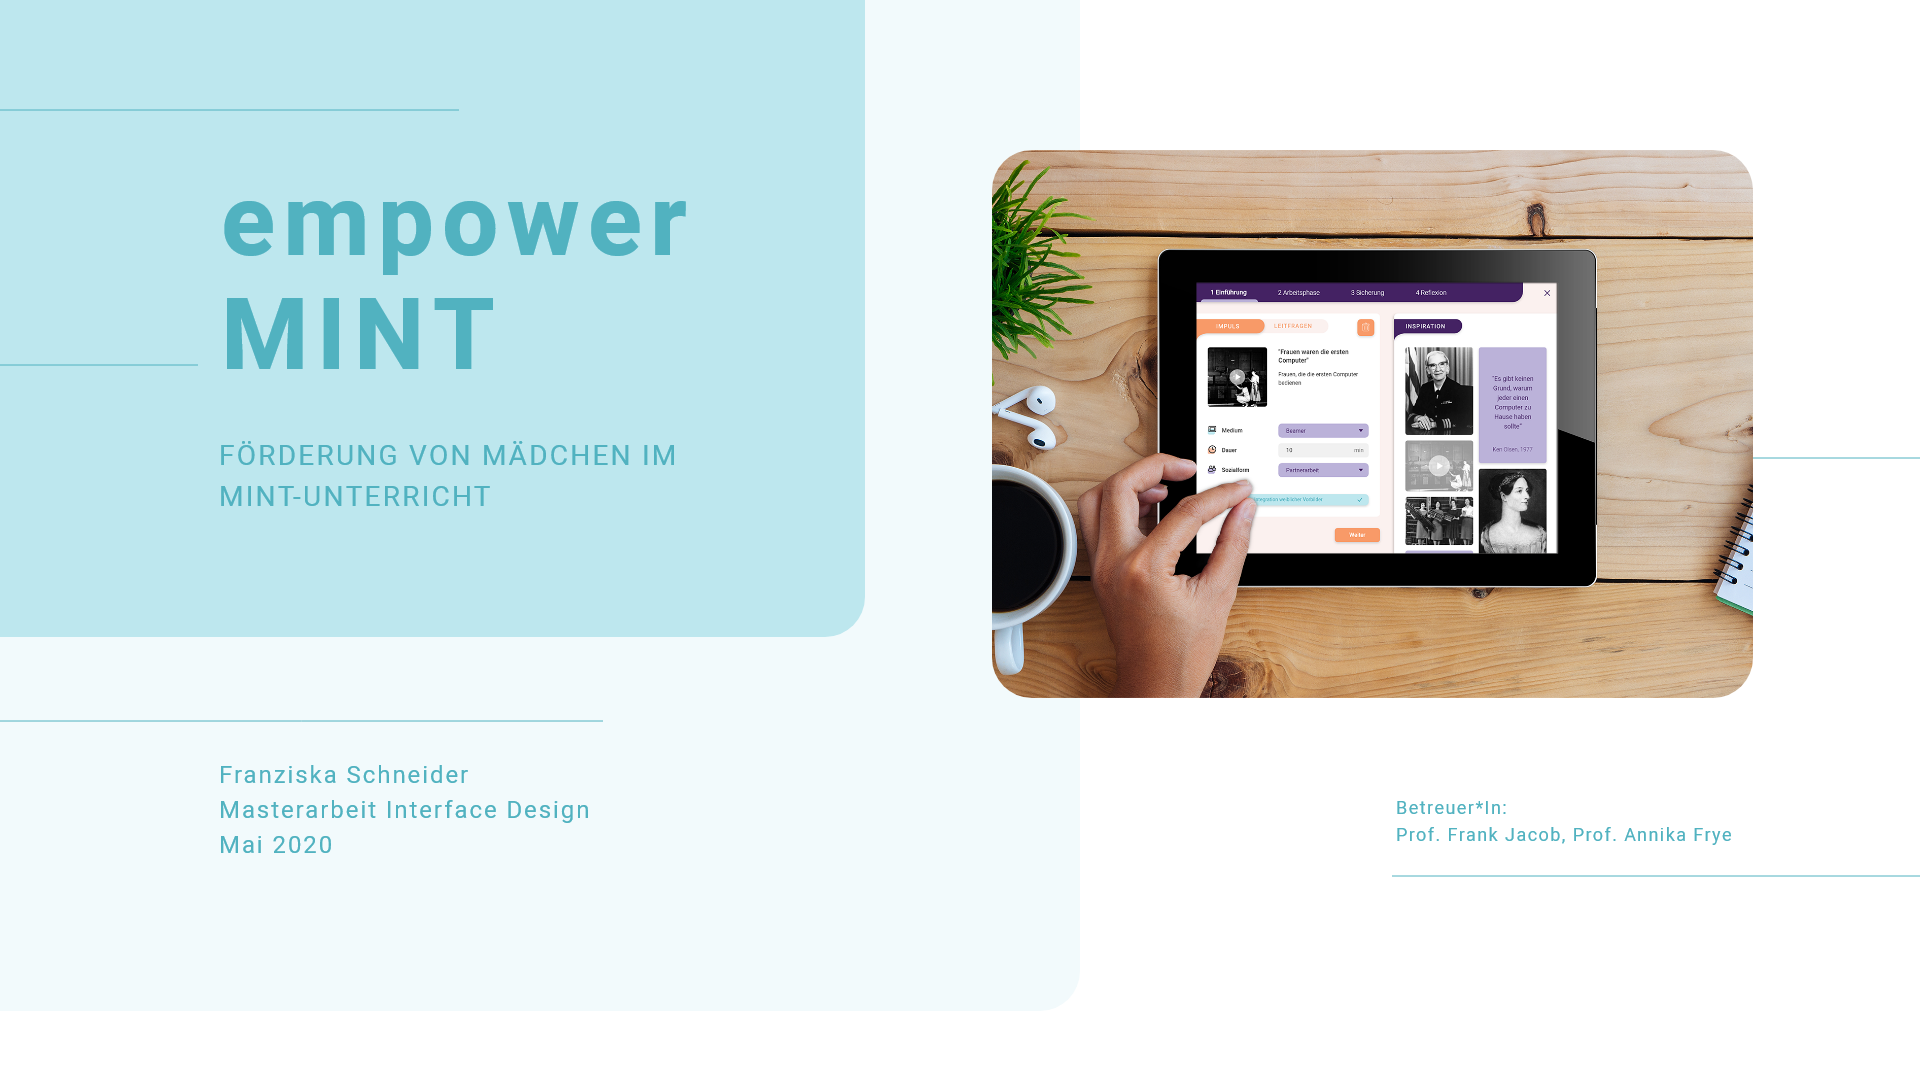 empower
MINT
FÖRDERUNG VON MÄDCHEN IM
MINT-UNTERRICHT
Franziska Schneider
Masterarbeit Interface Design
Mai 2020
1 Einführung
2 Arbeitsphase
3 Sicherung
4 Reflexion
IMPULS
LEITFRAGEN
"Frauen waren die ersten
Computer"
Frauen, die die ersten Computer
bedienen
Medium
Beamer
Dauer
10
min
Sozialform
Partnerarbeit
Integration weiblicher Vorbilder
Weiter
INSPIRATION
"Es gibt keinen
Grund, warum
jeder einen
Computer zu
Hause haben
sollte"
Ken Olsen, 1977
Betreuer*In:
Prof. Frank Jacob, Prof. Annika Frye